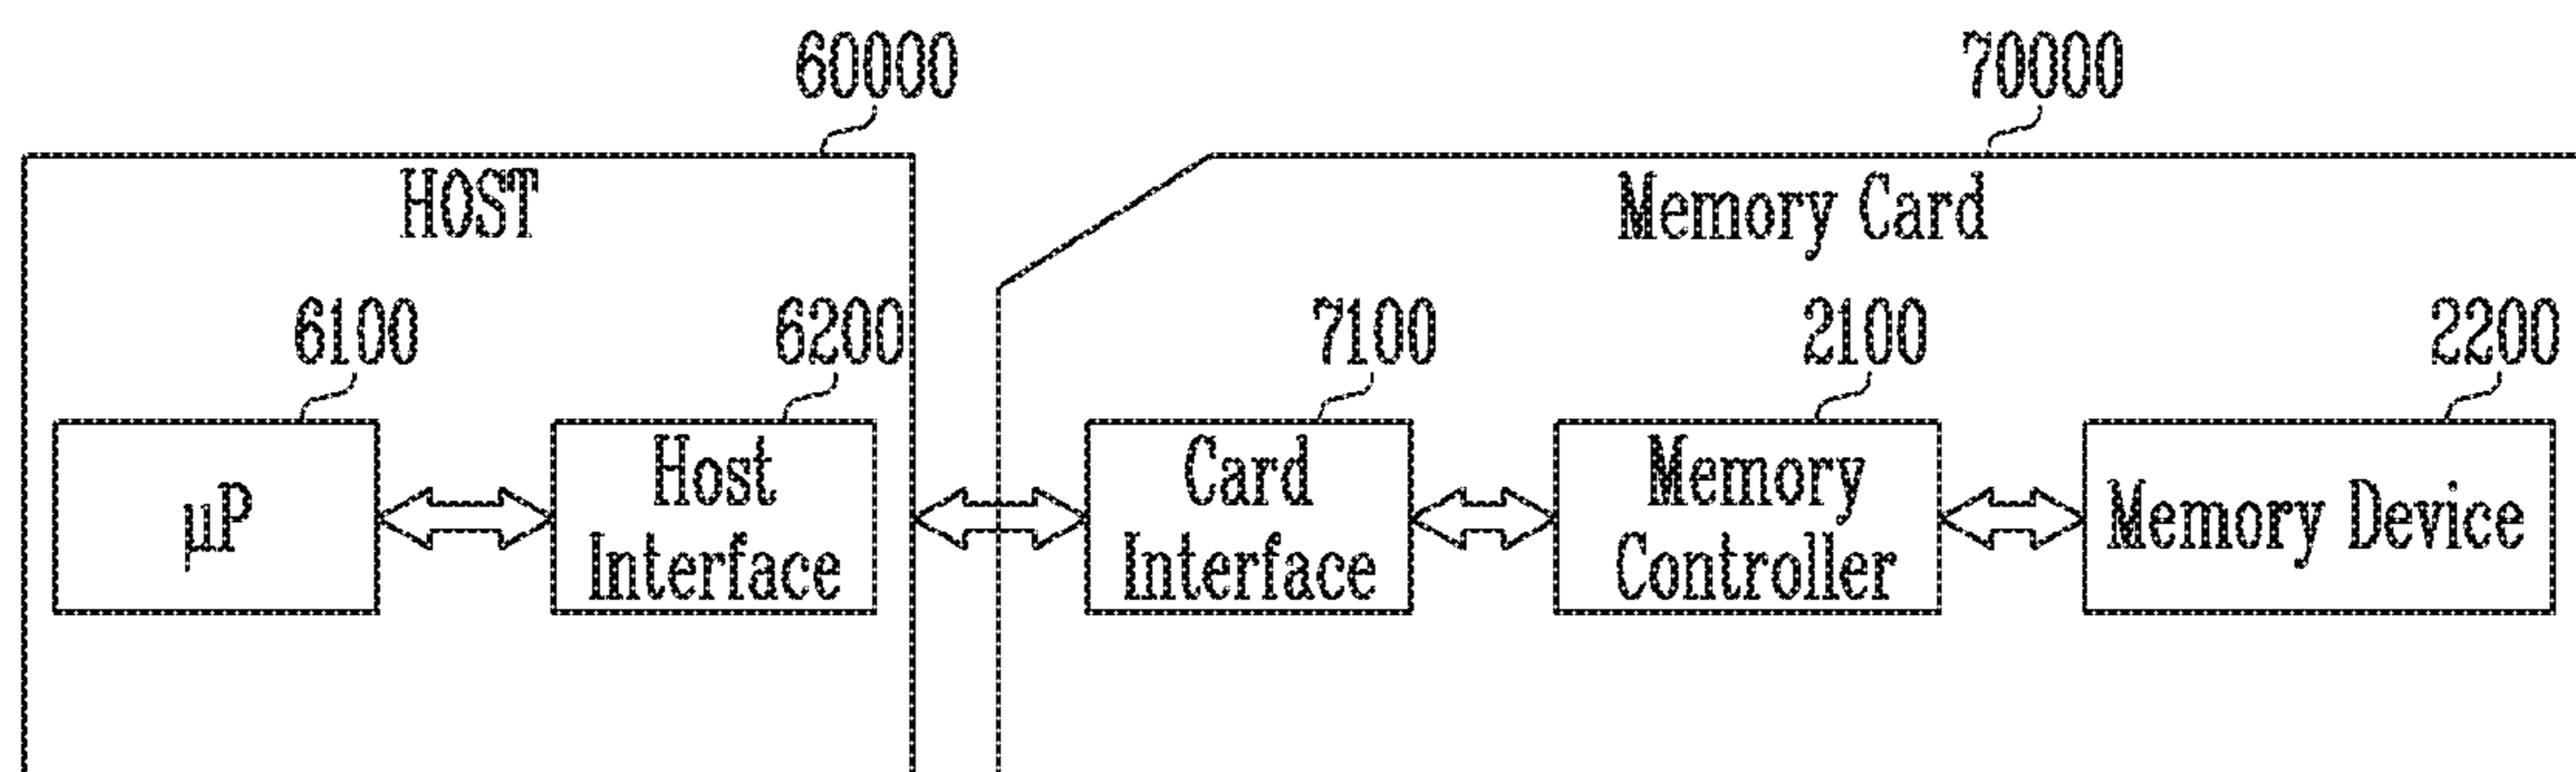 60000
70000
HOST
Memory Card
6100
6200
7100
2100
2200
μP
Host
Interface
Card
Interface
Memory
Controller
Memory Device